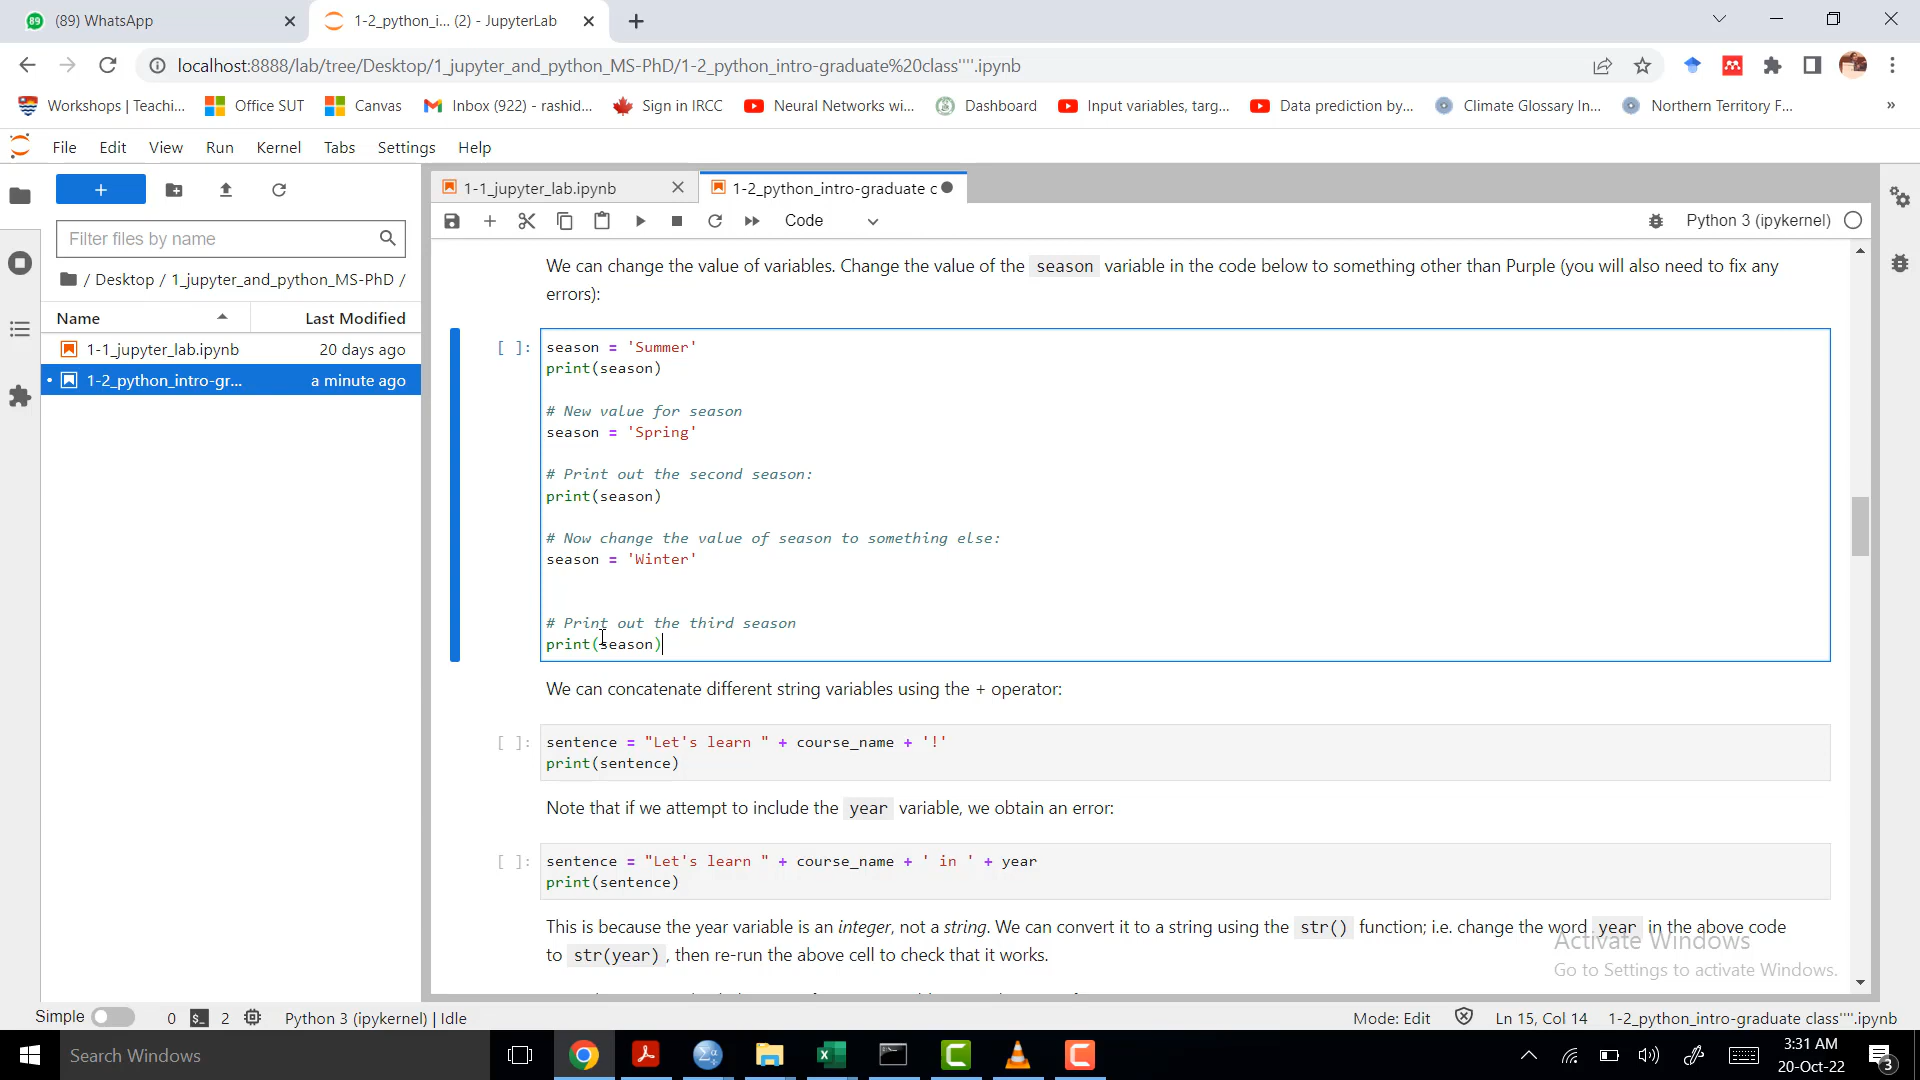 (89) WhatsApp
1-2_python_i... (2) - JupyterLab
localhost:8888/lab/tree/Desktop/1_jupyter_and_python_MS-PhD/1-2_python_intro-graduate%20class''''.ipynb
Workshops | Teachi...
Office SUT
Canvas
Inbox (922) - rashid...
Sign in IRCC
Neural Networks wi...
Dashboard
Input variables, targ...
Data prediction by...
Climate Glossary In...
Northern Territory F...
»
File Edit View Run Kernel Tabs Settings Help
1-1_jupyter_lab.ipynb
1-2_python_intro-graduate c
Code
Python 3 (ipykernel)
Filter files by name
/ Desktop / 1_jupyter_and_python_MS-PhD /
Name Last Modified
1-1_jupyter_lab.ipynb 20 days ago
1-2_python_intro-gr... a minute ago
We can change the value of variables. Change the value of the season variable in the code below to something other than Purple (you will also need to fix any
errors):
[ ]: season = 'Summer'
print(season)
# New value for season
season = 'Spring'
# Print out the second season:
print(season)
# Now change the value of season to something else:
season = 'Winter'
# Print out the third season
print(season)
We can concatenate different string variables using the + operator:
[ ]: sentence = "Let's learn " + course_name + '!'
print(sentence)
Note that if we attempt to include the year variable, we obtain an error:
[ ]: sentence = "Let's learn " + course_name + ' in ' + year
print(sentence)
This is because the year variable is an integer, not a string. We can convert it to a string using the str() function; i.e. change the word year in the above code
to str(year) , then re-run the above cell to check that it works.
Activate Windows
Go to Settings to activate Windows.
Simple
0
2
Python 3 (ipykernel) | Idle
Mode: Edit
Ln 15, Col 14
1-2_python_intro-graduate class''''.ipynb
Search Windows
3:31 AM
20-Oct-22
3